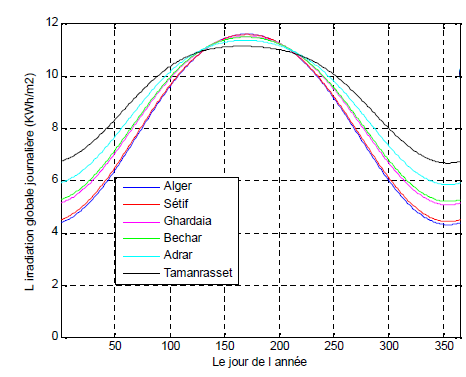 L irradiation globale journalière (KWh/m2)
12
10
8
6
4
2
0
Alger
Sétif
Ghardaia
Bechar
Adrar
Tamanrasset
50 100 150 200 250 300 350
Le jour de l année